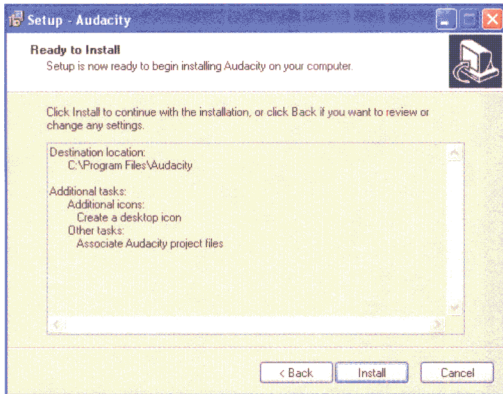 Setup - Audacity
Ready to Install
Setup is now ready to begin installing Audacity on your computer.
Click Install to continue with the installation, or click Back if you want to review or
change any settings.
Destination location:
C:\Program Files\Audacity
Additional tasks:
Additional icons:
Create a desktop icon
Other tasks:
Associate Audacity project files
< Back
Install
Cancel